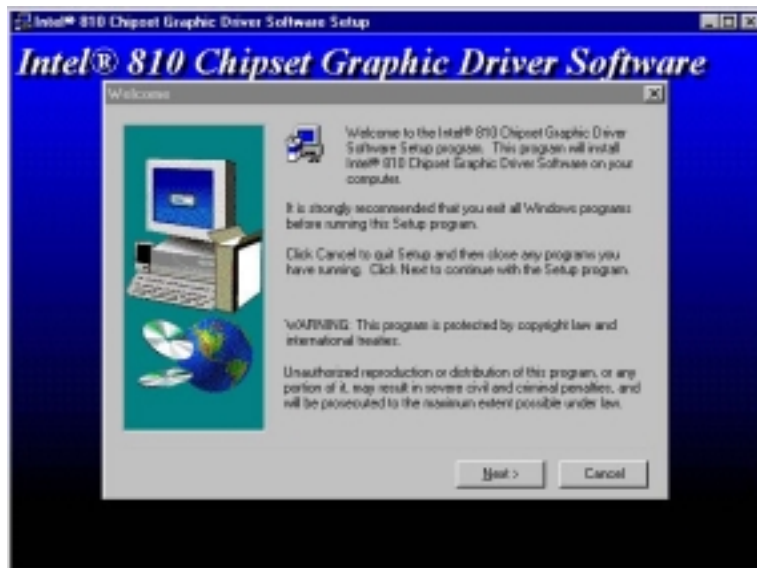 Intel® 810 Chipset Graphic Driver Software Setup
Intel® 810 Chipset Graphic Driver Software
Welcome
Welcome to the Intel® 810 Chipset Graphic Driver
Software Setup program. This program will install
Intel® 810 Chipset Graphic Driver Software on your
computer.
It is strongly recommended that you exit all Windows programs
before running this Setup program.
Click Cancel to quit Setup and then close any programs you
have running. Click Next to continue with the Setup program.
WARNING: This program is protected by copyright law and
international treaties.
Unauthorized reproduction or distribution of this program, or any
portion of it, may result in severe civil and criminal penalties, and
will be prosecuted to the maximum extent possible under law.
Next >
Cancel